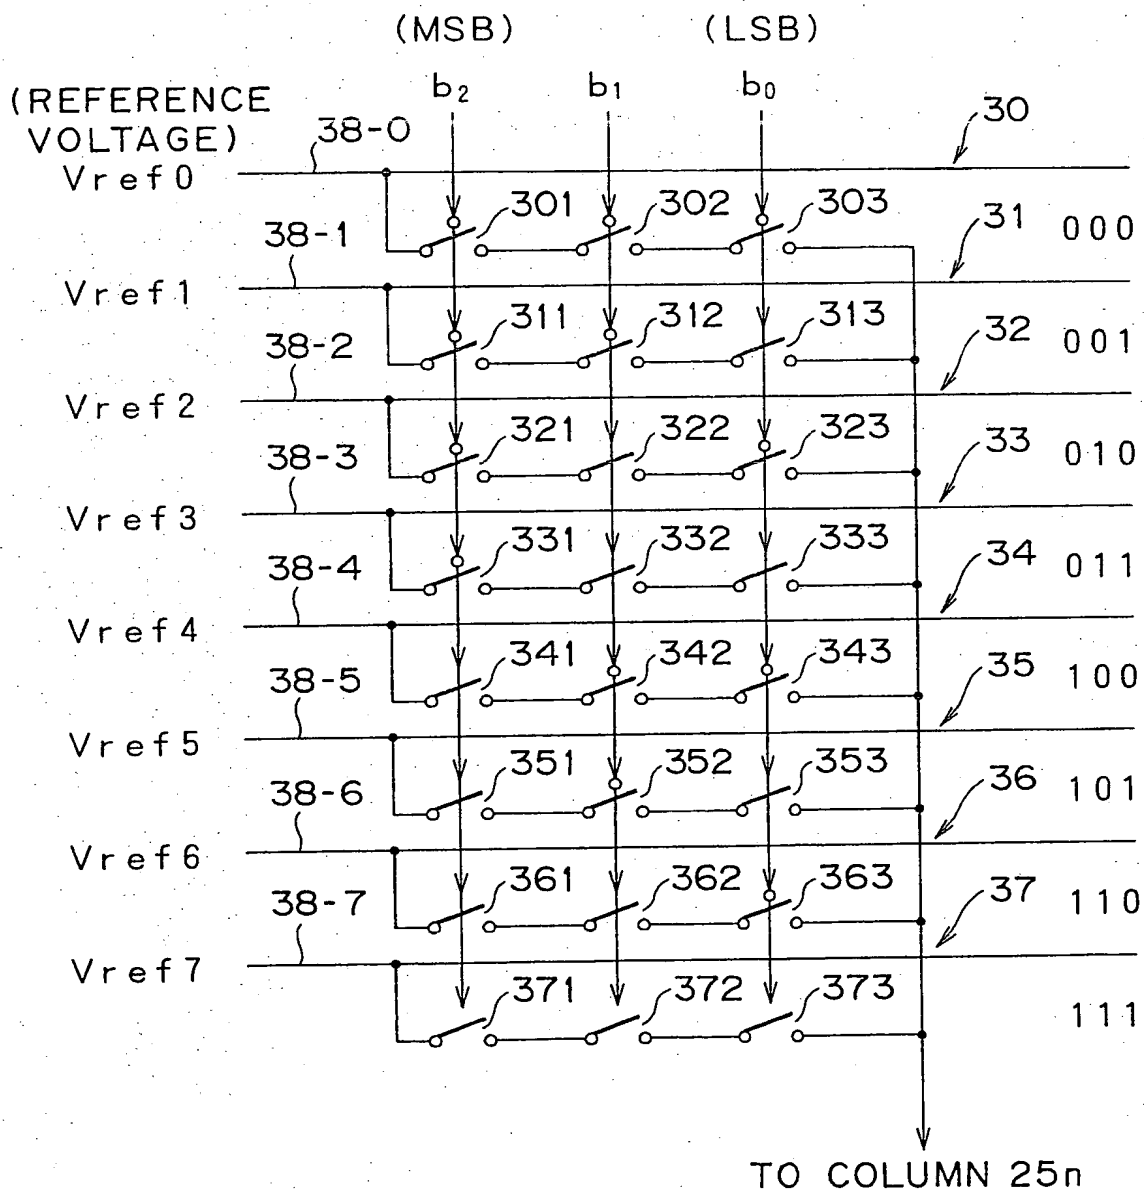 (MSB) (LSB)
b2 b1 b0
(REFERENCE
VOLTAGE)
38-0 30
Vref0
301 302 303
38-1 31 000
Vref1
311 312 313
38-2 32 001
Vref2
321 322 323
38-3 33 010
Vref3
331 332 333
38-4 34 011
Vref4
341 342 343
38-5 35 100
Vref5
351 352 353
38-6 36 101
Vref6
361 362 363
38-7 37 110
Vref7
371 372 373
111
TO COLUMN 25n